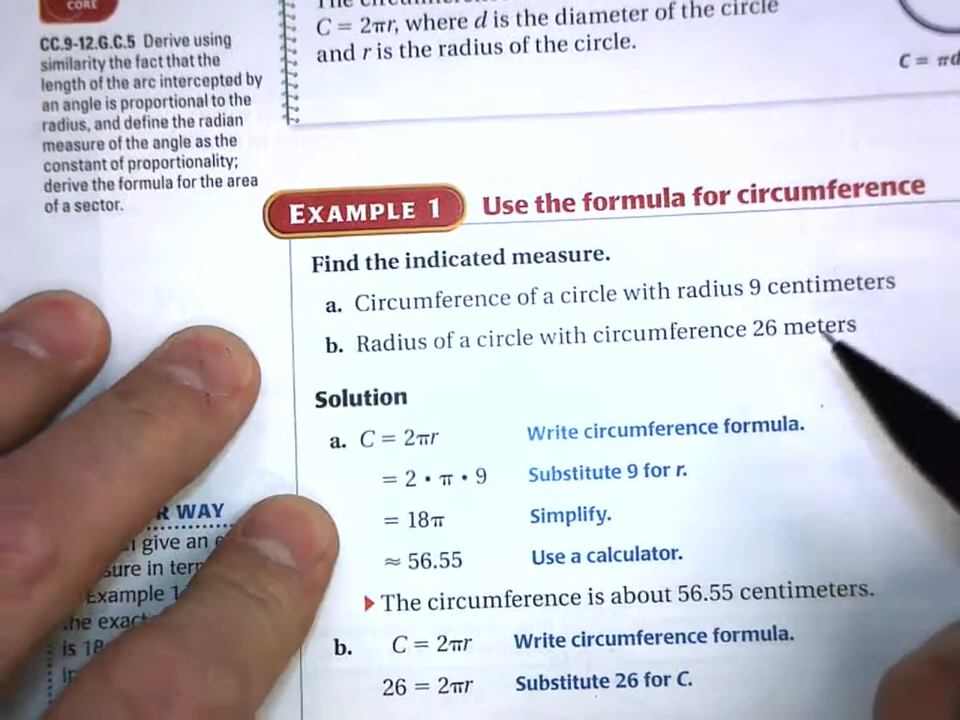 CORE
CC.9-12.G.C.5 Derive using
similarity the fact that the
length of the arc intercepted by
an angle is proportional to the
radius, and define the radian
measure of the angle as the
constant of proportionality;
derive the formula for the area
of a sector.
C = 2πr, where d is the diameter of the circle
and r is the radius of the circle.
C = πd
EXAMPLE 1 Use the formula for circumference
Find the indicated measure.
a. Circumference of a circle with radius 9 centimeters
b. Radius of a circle with circumference 26 meters
Solution
a. C = 2πr Write circumference formula.
= 2 • π • 9 Substitute 9 for r.
= 18π Simplify.
≈ 56.55 Use a calculator.
The circumference is about 56.55 centimeters.
b. C = 2πr Write circumference formula.
26 = 2πr Substitute 26 for C.
WAY
give an
Example 1
is 18